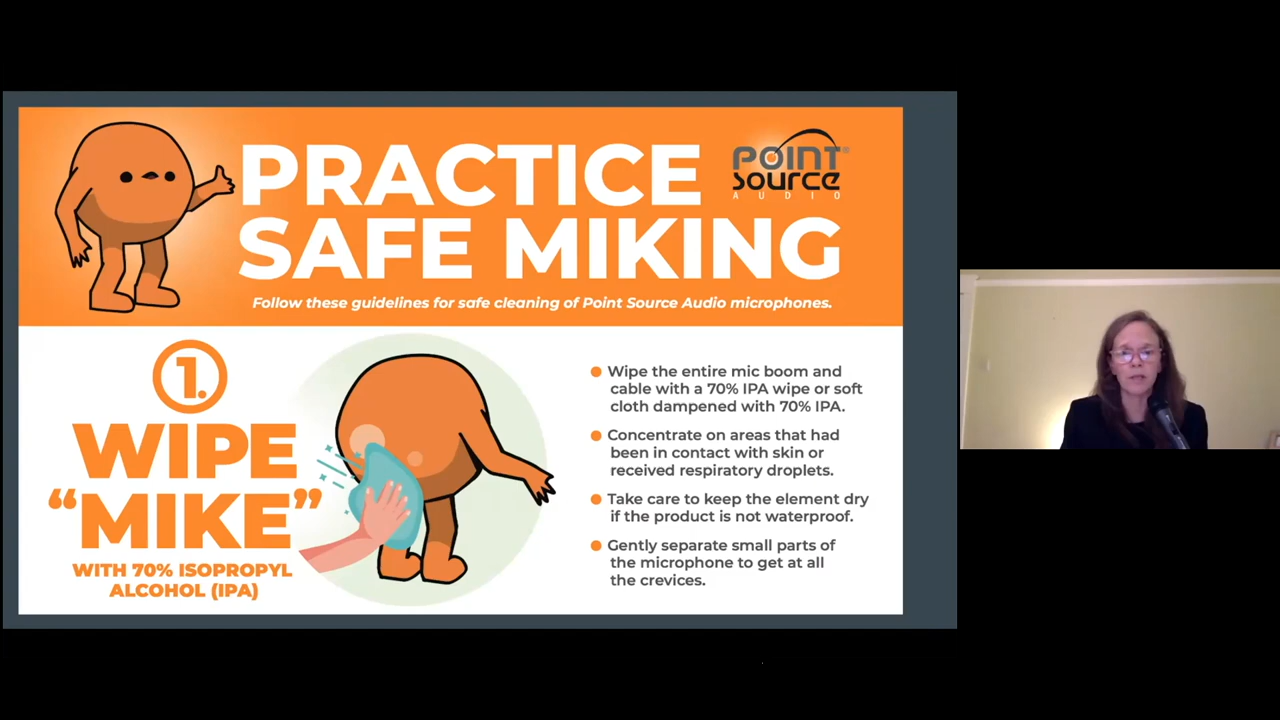 PRACTICE
SAFE MIKING
POINT
source®
AUDIO
Follow these guidelines for safe cleaning of Point Source Audio microphones.
1.
WIPE
“MIKE”
WITH 70% ISOPROPYL
ALCOHOL (IPA)
Wipe the entire mic boom and
cable with a 70% IPA wipe or soft
cloth dampened with 70% IPA.
Concentrate on areas that had
been in contact with skin or
received respiratory droplets.
Take care to keep the element dry
if the product is not waterproof.
Gently separate small parts of
the microphone to get at all
the crevices.